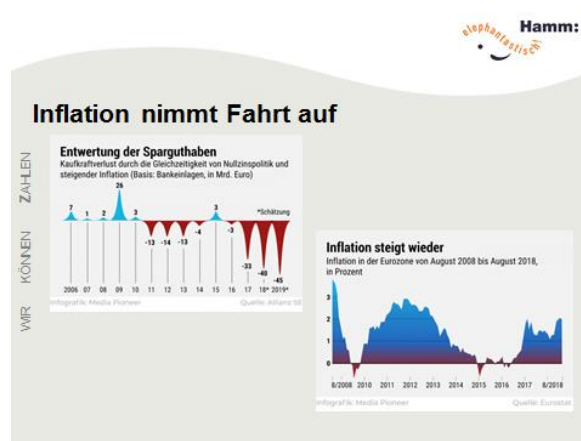 elephantastisch!
Hamm:
Inflation nimmt Fahrt auf
WIR KÖNNEN ZAHLEN
Entwertung der Sparguthaben
Kaufkraftverlust durch die Gleichzeitigkeit von Nullzinspolitik und
steigender Inflation (Basis: Bankeinlagen, in Mrd. Euro)
26
7 1 2 3 3 *Schätzung
-13 -14 -13 -4 -3
-33 -40 -45
2006 07 08 09 10 11 12 13 14 15 16 17 18* 2019*
Infografik: Media Pioneer Quelle: Allianz SE
Inflation steigt wieder
Inflation in der Eurozone von August 2008 bis August 2018,
in Prozent
3
2
1
0
8/2008 2010 2011 2012 2013 2014 2015 2016 2017 8/2018
Infografik: Media Pioneer Quelle: Eurostat